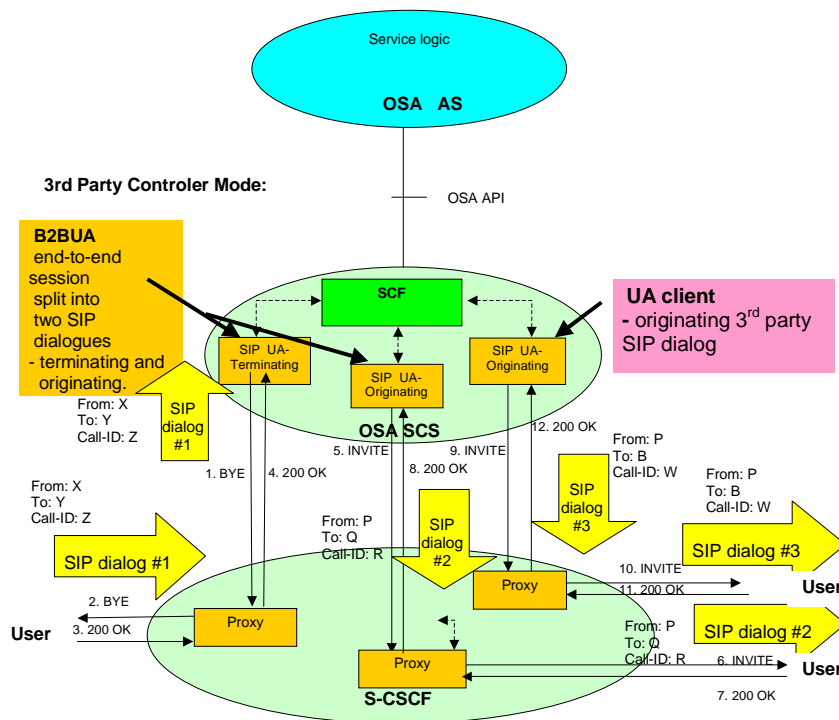 Service logic
OSA AS
3rd Party Controler Mode:
OSA API
B2BUA
end-to-end
session
split into
two SIP
dialogues
- terminating and
originating.
SCF
UA client
- originating 3rd party
SIP dialog
SIP UA-
Terminating
SIP UA-
Originating
SIP UA-
Originating
OSA SCS
From: X
To: Y
Call-ID: Z
SIP
dialog
#1
1. BYE
4. 200 OK
5. INVITE
8. 200 OK
9. INVITE
12. 200 OK
From: P
To: B
Call-ID: W
From: X
To: Y
Call-ID: Z
SIP dialog #1
From: P
To: Q
Call-ID: R
SIP
dialog
#2
SIP
dialog
#3
From: P
To: B
Call-ID: W
SIP dialog #3
10. INVITE
11. 200 OK
User
Proxy
2. BYE
3. 200 OK
User
Proxy
Proxy
S-CSCF
From: P
To: Q
Call-ID: R
SIP dialog #2
6. INVITE
7. 200 OK
User